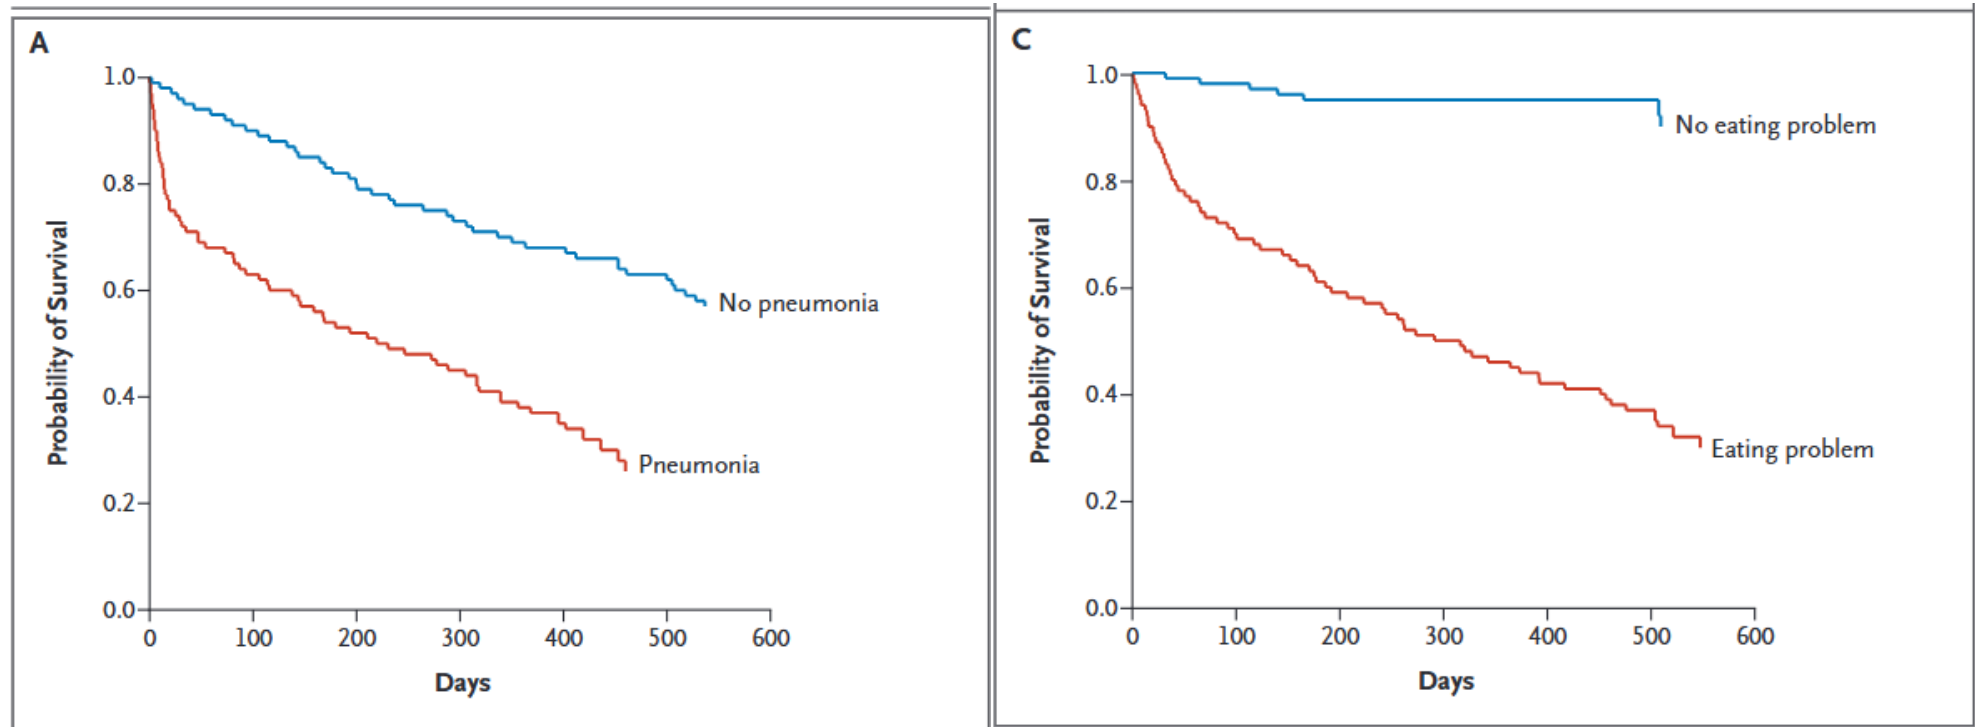 A
1.0
0.8
0.6
0.4
0.2
0.0
Probability of Survival
No pneumonia
Pneumonia
0 100 200 300 400 500 600
Days
C
1.0
0.8
0.6
0.4
0.2
0.0
Probability of Survival
No eating problem
Eating problem
0 100 200 300 400 500 600
Days